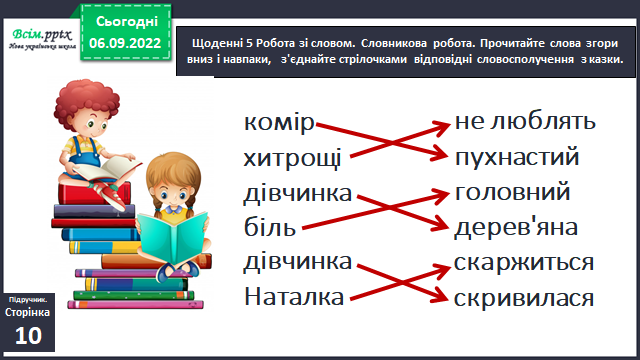 Всім.pptx
Нова українська школа
Сьогодні
06.09.2022
Щоденні 5 Робота зі словом. Словникова робота. Прочитайте слова згори
вниз і навпаки, з'єднайте стрілочками відповідні словосполучення з казки.
комір
хитрощі
дівчинка
біль
дівчинка
Наталка
не люблять
пухнастий
головний
дерев'яна
скаржиться
скривилася
Підручник.
Сторінка
10